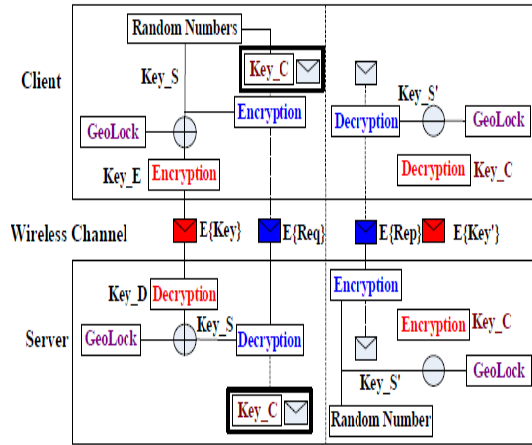 Random Numbers
Client
Key_S
Key_C
Encryption
GeoLock
Key_E
Encryption
Key_S'
Decryption
GeoLock
Decryption
Key_C
Wireless Channel
E{Key}
E{Req}
E{Rep}
E{Key'}
Key_D
Decryption
Server
GeoLock
Key_S
Decryption
Key_C
Encryption
Encryption
Key_C
Key_S'
GeoLock
Random Number